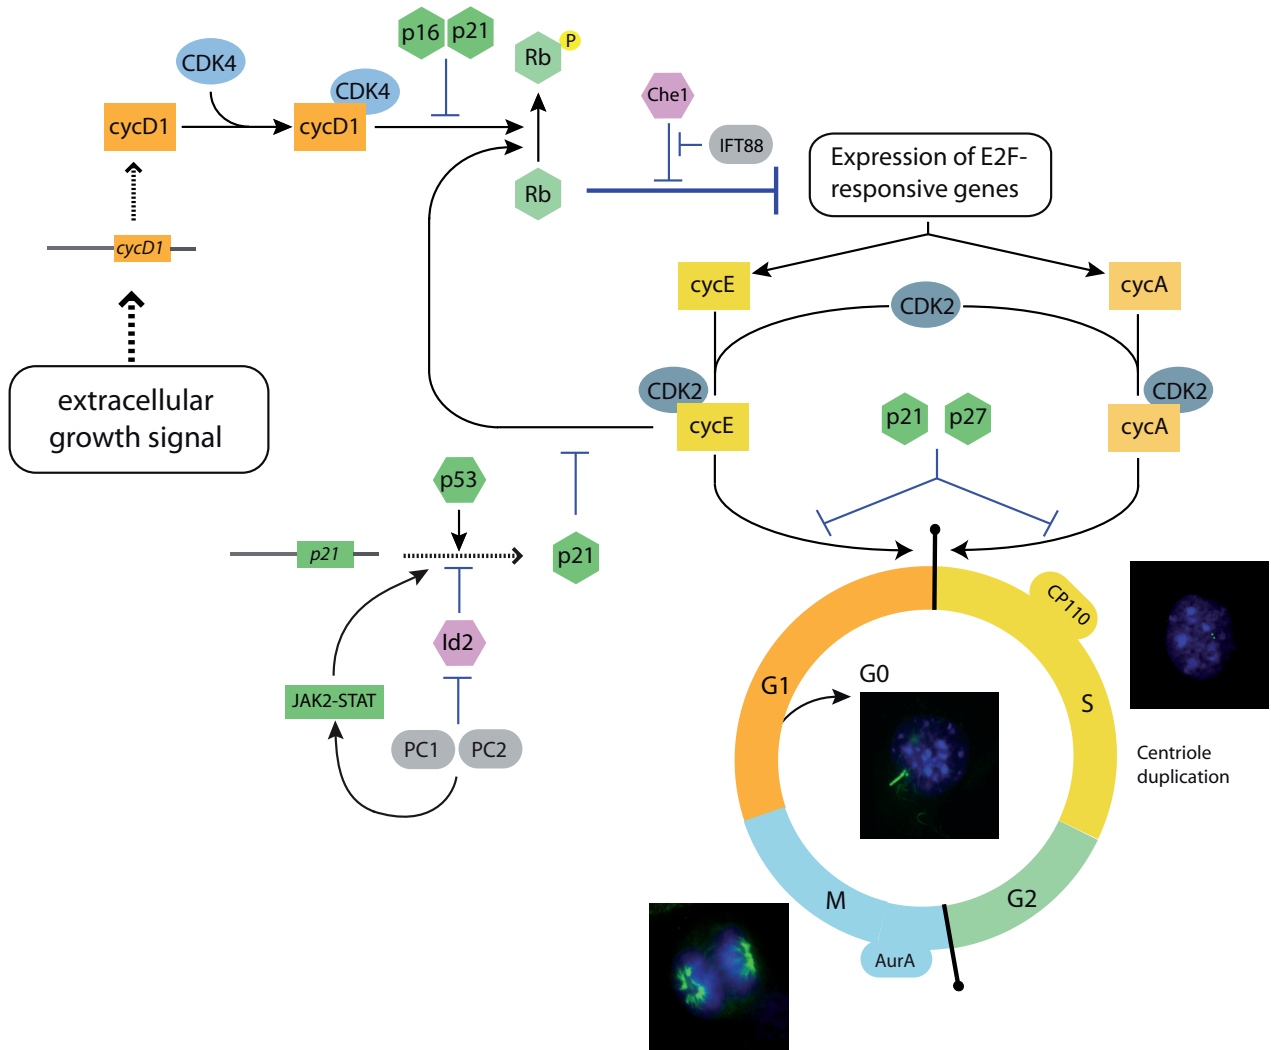 p16
p21
Rb
P
CDK4
CDK4
cycD1
cycD1
Che1
IFT88
Expression of E2F-
responsive genes
Rb
cycD1
cycE
cycA
CDK2
extracellular
growth signal
CDK2
cycE
p21
p27
CDK2
cycA
p53
p21
p21
CP110
Id2
G0
G1
S
JAK2-STAT
PC1
PC2
Centriole
duplication
M
G2
AurA